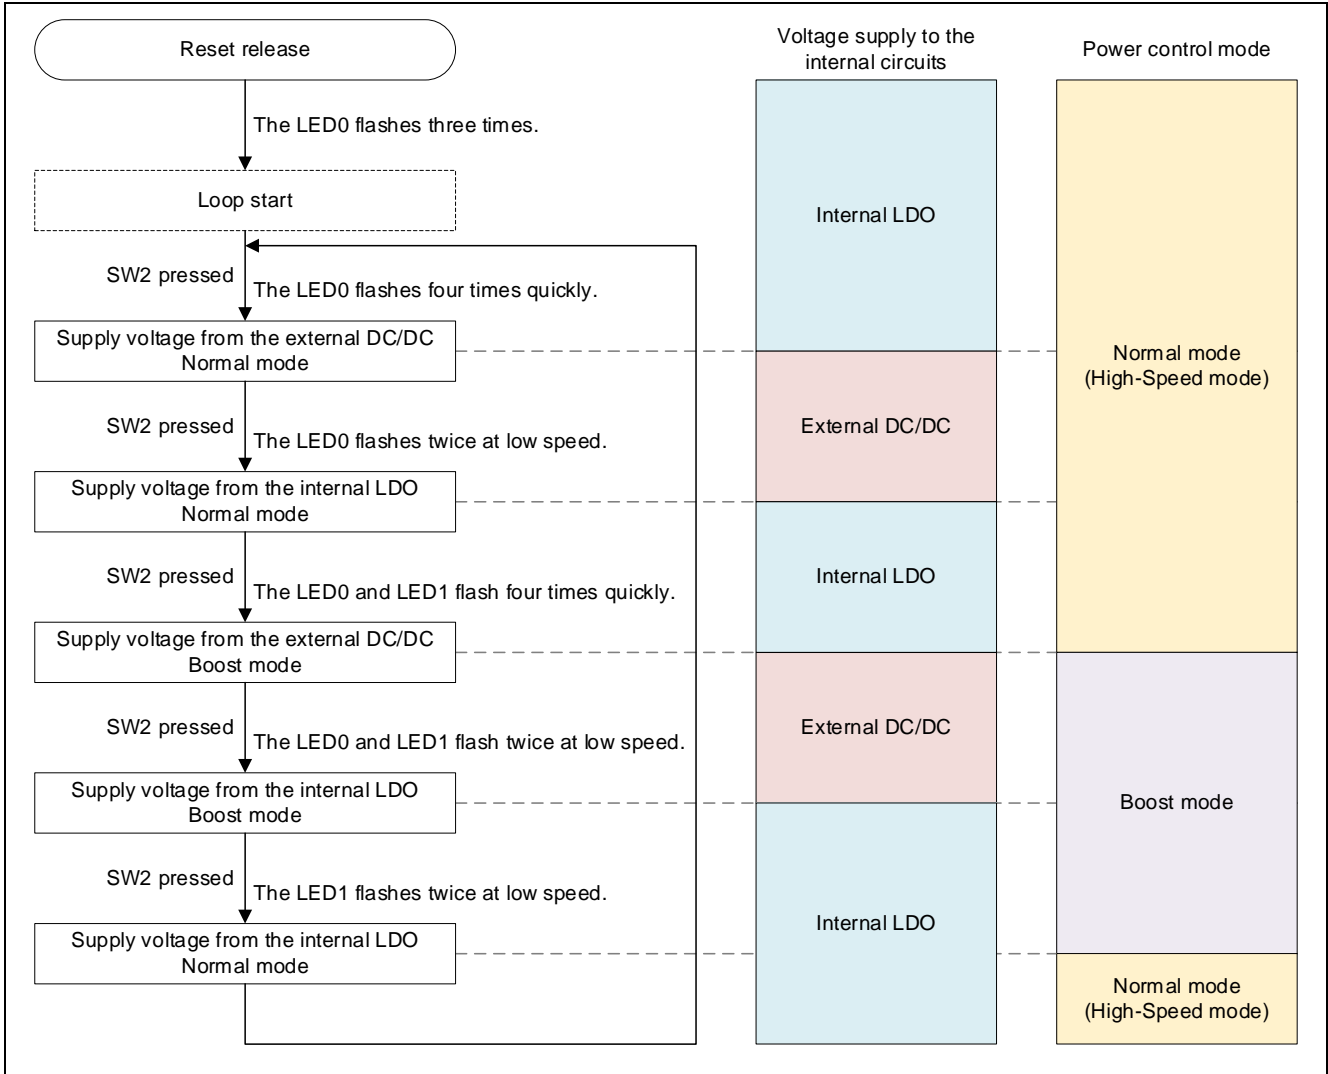 Reset release
The LED0 flashes three times.
Loop start
SW2 pressed
The LED0 flashes four times quickly.
Supply voltage from the external DC/DC
Normal mode
SW2 pressed
The LED0 flashes twice at low speed.
Supply voltage from the internal LDO
Normal mode
SW2 pressed
The LED0 and LED1 flash four times quickly.
Supply voltage from the external DC/DC
Boost mode
SW2 pressed
The LED0 and LED1 flash twice at low speed.
Supply voltage from the internal LDO
Boost mode
SW2 pressed
The LED1 flashes twice at low speed.
Supply voltage from the internal LDO
Normal mode
Voltage supply to the
internal circuits
Internal LDO
External DC/DC
Internal LDO
External DC/DC
Internal LDO
Power control mode
Normal mode
(High-Speed mode)
Boost mode
Normal mode
(High-Speed mode)